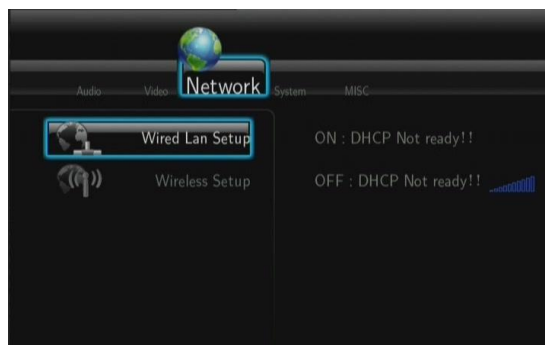 Audio Video Network System MISC
Wired Lan Setup ON : DHCP Not ready!!
Wireless Setup OFF : DHCP Not ready!!